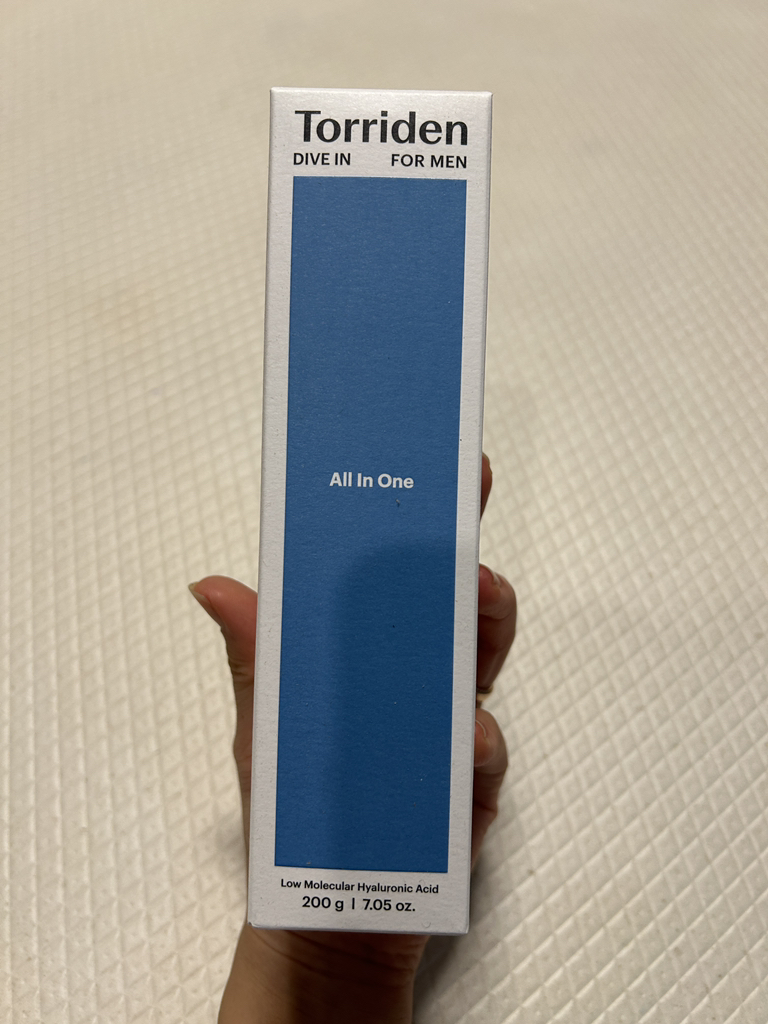 Torriden
DIVE IN FOR MEN
All In One
Low Molecular Hyaluronic Acid
200 g | 7.05 oz.